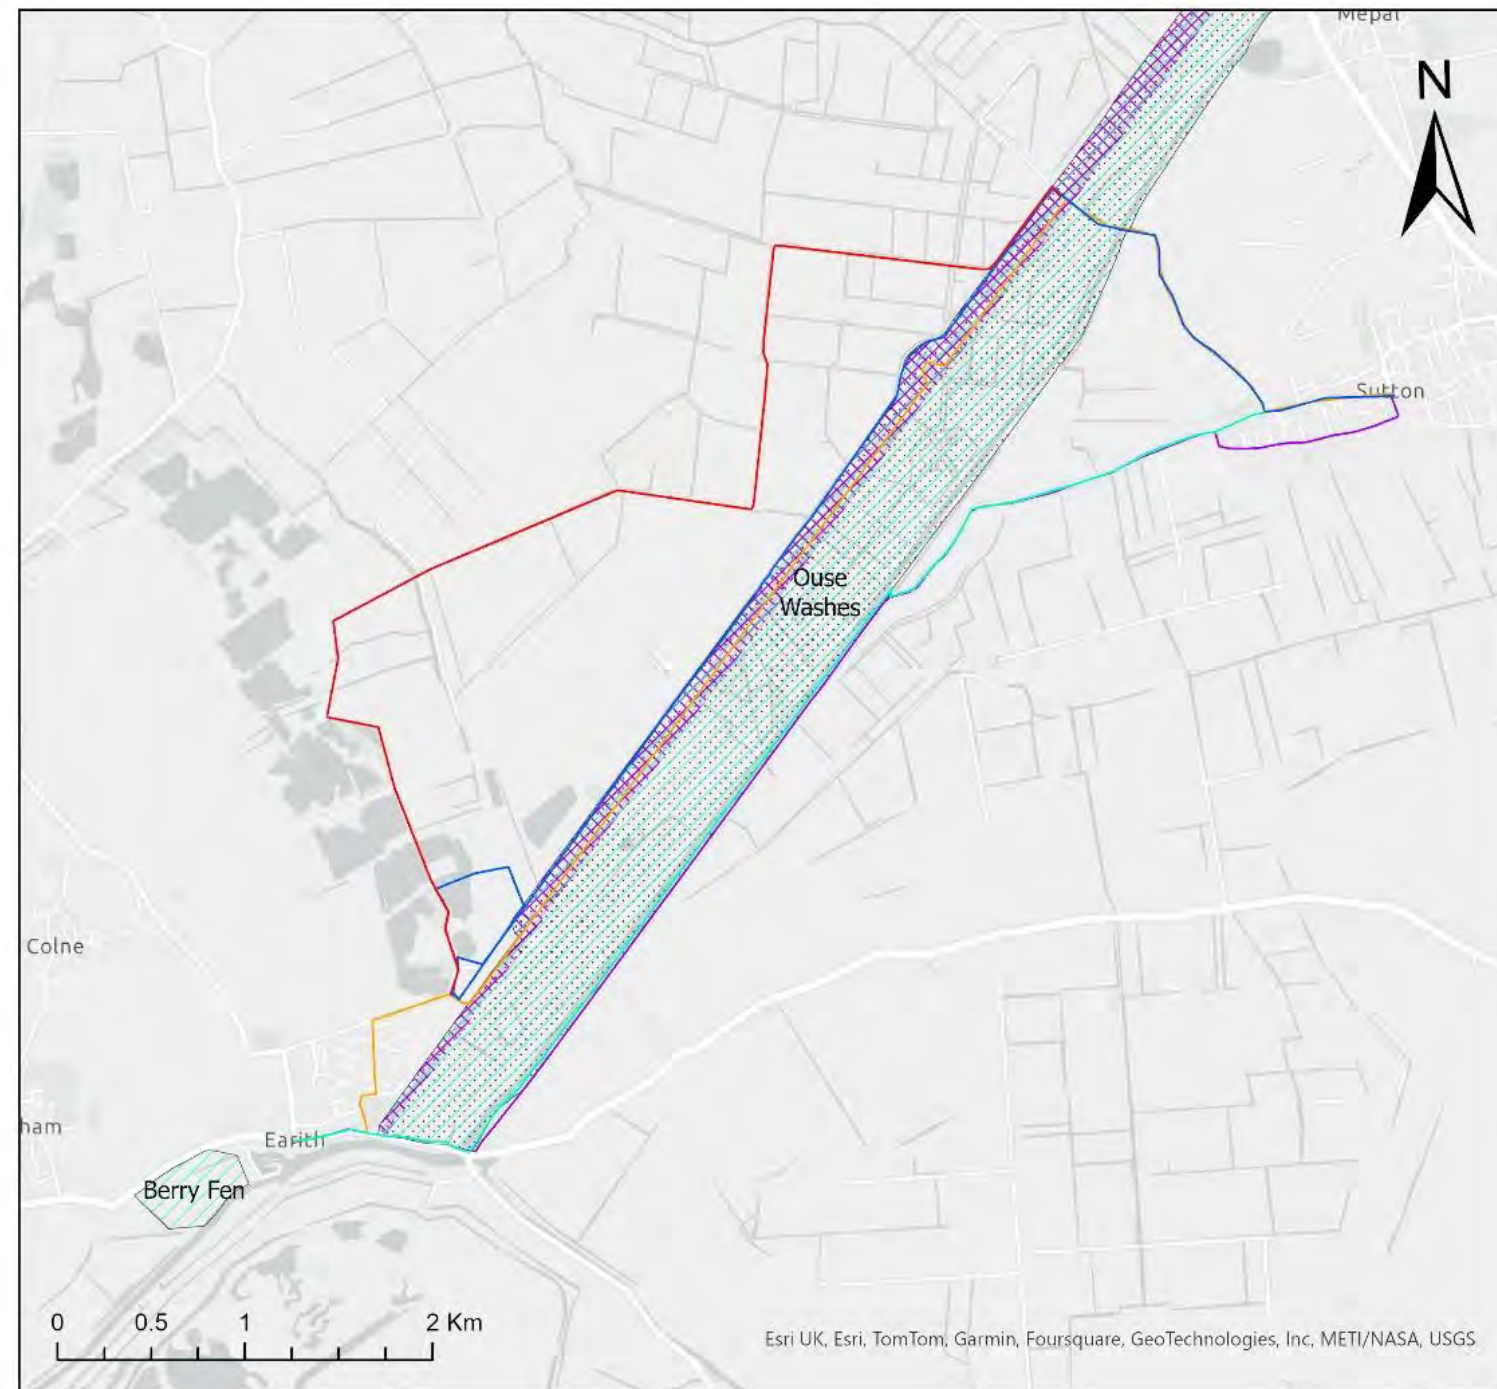 Mepal
N
Sutton
Ouse
Washes
Colne
ham
Earith
Berry Fen
0 0.5 1 2 Km
Esri UK, Esri, TomTom, Garmin, Foursquare, GeoTechnologies, Inc, METI/NASA, USGS